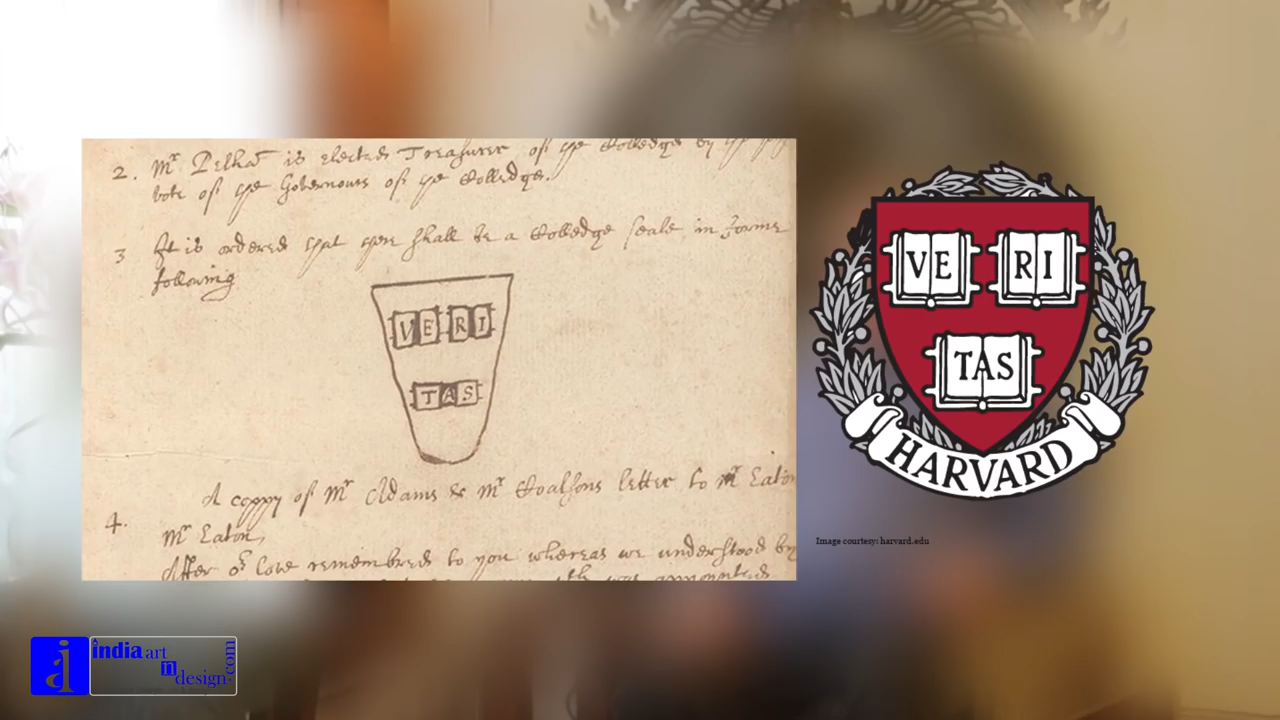 2. Mr Pelhā is elected Treasurer of ye Colledge by ye
vote of ye Governours of ye Colledge.
3 It is ordered that there shall be a Colledge seale in forme
following
VE RI
TAS
A coppy of Mr Adams & Mr letter to Mr Eaton
4.
Mr Eaton,
After or love remembred to you whereas we understood by
VE RI
TAS
HARVARD
Image courtesy: harvard.edu
india art
n
design.com